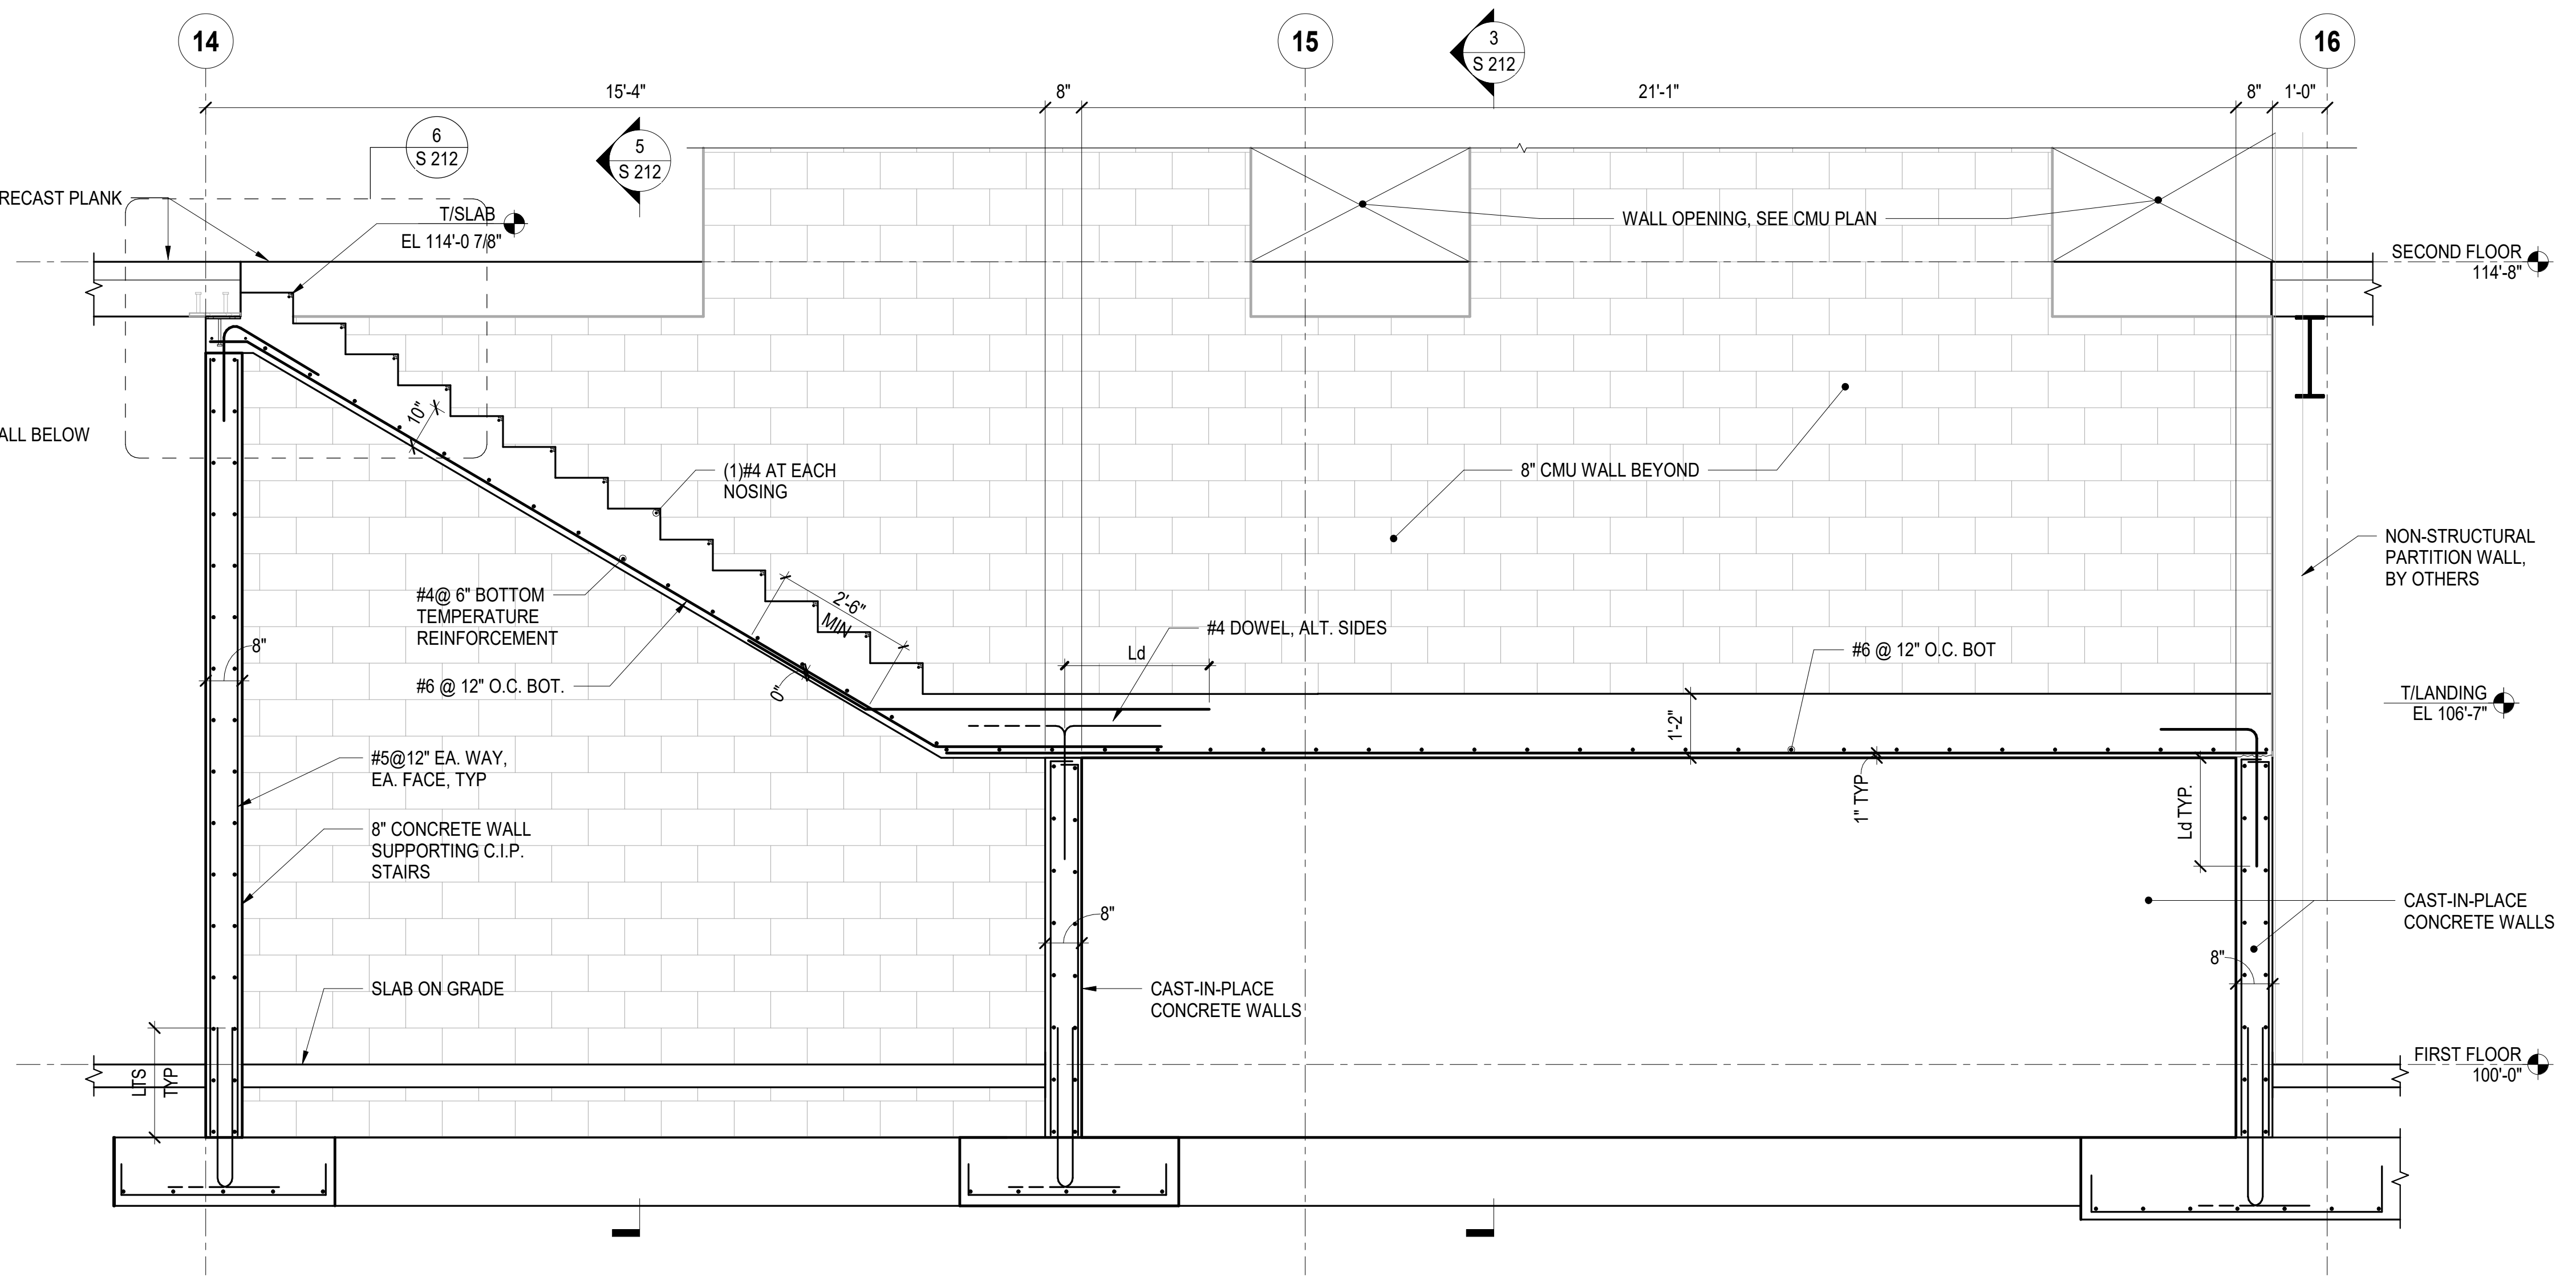 14
15
3
S 212
16
15'-4"
8"
21'-1"
8"
1'-0"
6
S 212
5
S 212
RECAST PLANK
T/SLAB
EL 114'-0 7/8"
WALL OPENING, SEE CMU PLAN
SECOND FLOOR
114'-8"
10"
ALL BELOW
(1)#4 AT EACH
NOSING
8" CMU WALL BEYOND
NON-STRUCTURAL
PARTITION WALL,
BY OTHERS
#4@ 6" BOTTOM
TEMPERATURE
REINFORCEMENT
2'-6"
MIN
#4 DOWEL, ALT. SIDES
Ld
#6 @ 12" O.C. BOT
8"
#6 @ 12" O.C. BOT.
0"
T/LANDING
EL 106'-7"
1'-2"
#5@12" EA. WAY,
EA. FACE, TYP
1" TYP
Ld TYP.
8" CONCRETE WALL
SUPPORTING C.I.P.
STAIRS
8"
CAST-IN-PLACE
CONCRETE WALLS
8"
SLAB ON GRADE
CAST-IN-PLACE
CONCRETE WALLS
LTS
TYP
FIRST FLOOR
100'-0"